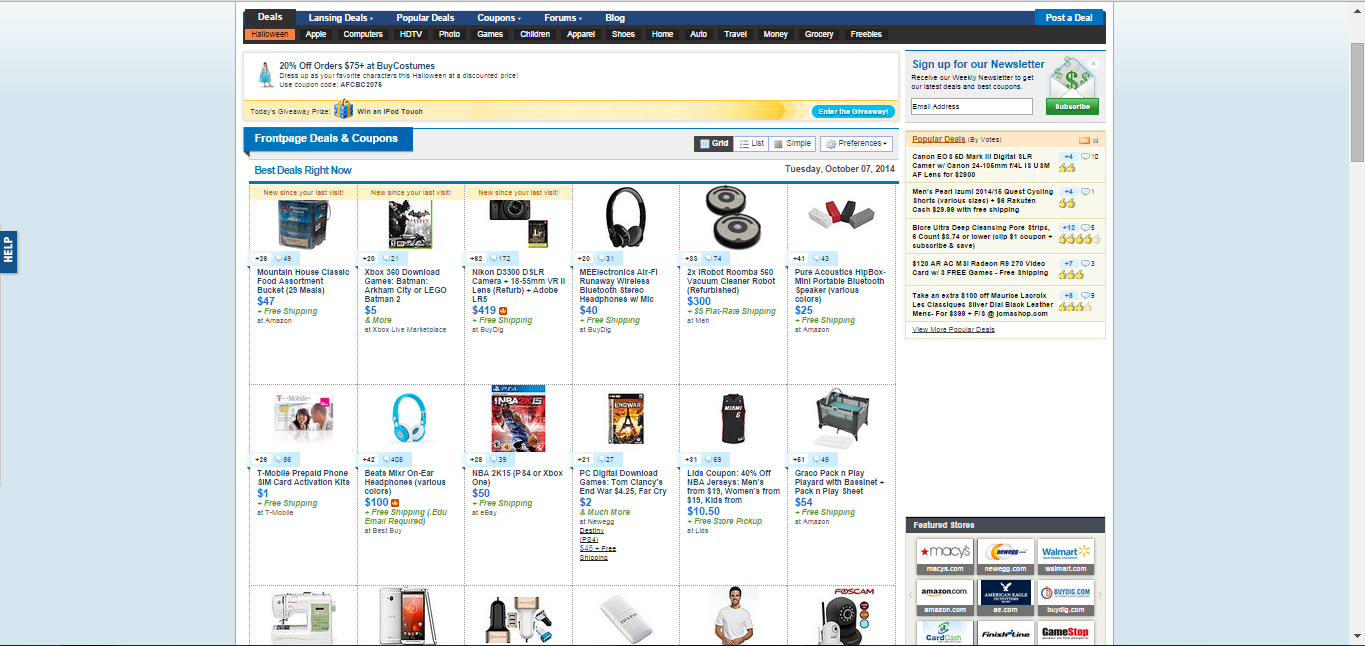 Deals
Lansing Deals
Popular Deals
Coupons
Forums
Blog
Post a Deal
Halloween
Apple
Computers
HDTV
Photo
Games
Children
Apparel
Shoes
Home
Auto
Travel
Money
Grocery
Freebies
20% Off Orders $75+ at BuyCostumes
Dress up as your favorite characters this Halloween at a discounted price!
Use coupon code: AFCBC2075
Today's Giveaway Prize:
Win an iPod Touch
Enter the Giveaway!
Sign up for our Newsletter
Receive our Weekly Newsletter to get
our latest deals and best coupons.
Email Address
Subscribe
HELP
Frontpage Deals & Coupons
Grid
List
Simple
Preferences
Best Deals Right Now
Tuesday, October 07, 2014
New since your last visit!
New since your last visit!
New since your last visit!
+28 49
Mountain House Classic
Food Assortment
Bucket (29 Meals)
$47
+ Free Shipping
at Amazon
+20 21
Xbox 360 Download
Games: Batman:
Arkham City or LEGO
Batman 2
$5
& More
at Xbox Live Marketplace
+62 172
Nikon D3300 DSLR
Camera + 18-55mm VR II
Lens (Refurb) + Adobe
LR5
$419
+ Free Shipping
at BuyDig
+20 31
MEElectronics Air-Fi
Runaway Wireless
Bluetooth Stereo
Headphones w/ Mic
$40
+ Free Shipping
at BuyDig
+33 74
2x iRobot Roomba 560
Vacuum Cleaner Robot
(Refurbished)
$300
+ $5 Flat-Rate Shipping
at Meh
+41 43
Pure Acoustics HipBox-
Mini Portable Bluetooth
Speaker (various
colors)
$25
+ Free Shipping
at Amazon
T-Mobile
+26 86
T-Mobile Prepaid Phone
SIM Card Activation Kits
$1
+ Free Shipping
at T-Mobile
+42 408
Beats Mixr On-Ear
Headphones (various
colors)
$100
+ Free Shipping (.Edu
Email Required)
at Best Buy
PS4
NBA2K15
+28 39
NBA 2K15 (PS4 or Xbox
One)
$50
+ Free Shipping
at eBay
ENDWAR
+21 27
PC Digital Download
Games: Tom Clancy's
End War $4.25, Far Cry
$2
& Much More
at Newegg
Destiny
(PS4)
$45 + Free
Shipping
MIAMI
6
+31 69
Lids Coupon: 40% Off
NBA Jerseys: Men's
from $19, Women's from
$19, Kids from
$10.50
+ Free Store Pickup
at Lids
+51 49
Graco Pack n Play
Playard with Bassinet +
Pack n Play Sheet
$54
+ Free Shipping
at Amazon
TP-LINK
FOSCAM
Popular Deals (By Votes)
Canon EOS 5D Mark III Digital SLR
Camer w/ Canon 24-105mm f/4L IS USM
AF Lens for $2900
+4 10
Men's Pearl Izumi 2014/15 Quest Cycling
Shorts (various sizes) + $6 Rakuten
Cash $29.99 with free shipping
+4 1
Biore Ultra Deep Cleansing Pore Strips,
6 Count $3.74 or lower (clip $1 coupon +
subscribe & save)
+12 5
$120 AR AC MSI Radeon R9 270 Video
Card w/ 3 FREE Games - Free Shipping
+7 3
Take an extra $100 off Maurice Lacroix
Les Classiques Silver Dial Black Leather
Mens- For $399 + F/S @ jomashop.com
+8 9
View More Popular Deals
Featured Stores
macys
macys.com
newegg.com
newegg.com
Walmart
walmart.com
amazon.com
amazon.com
AMERICAN EAGLE
OUTFITTERS
ae.com
BUYDIG.COM
buydig.com
CardCash
FINISH LINE
GameStop